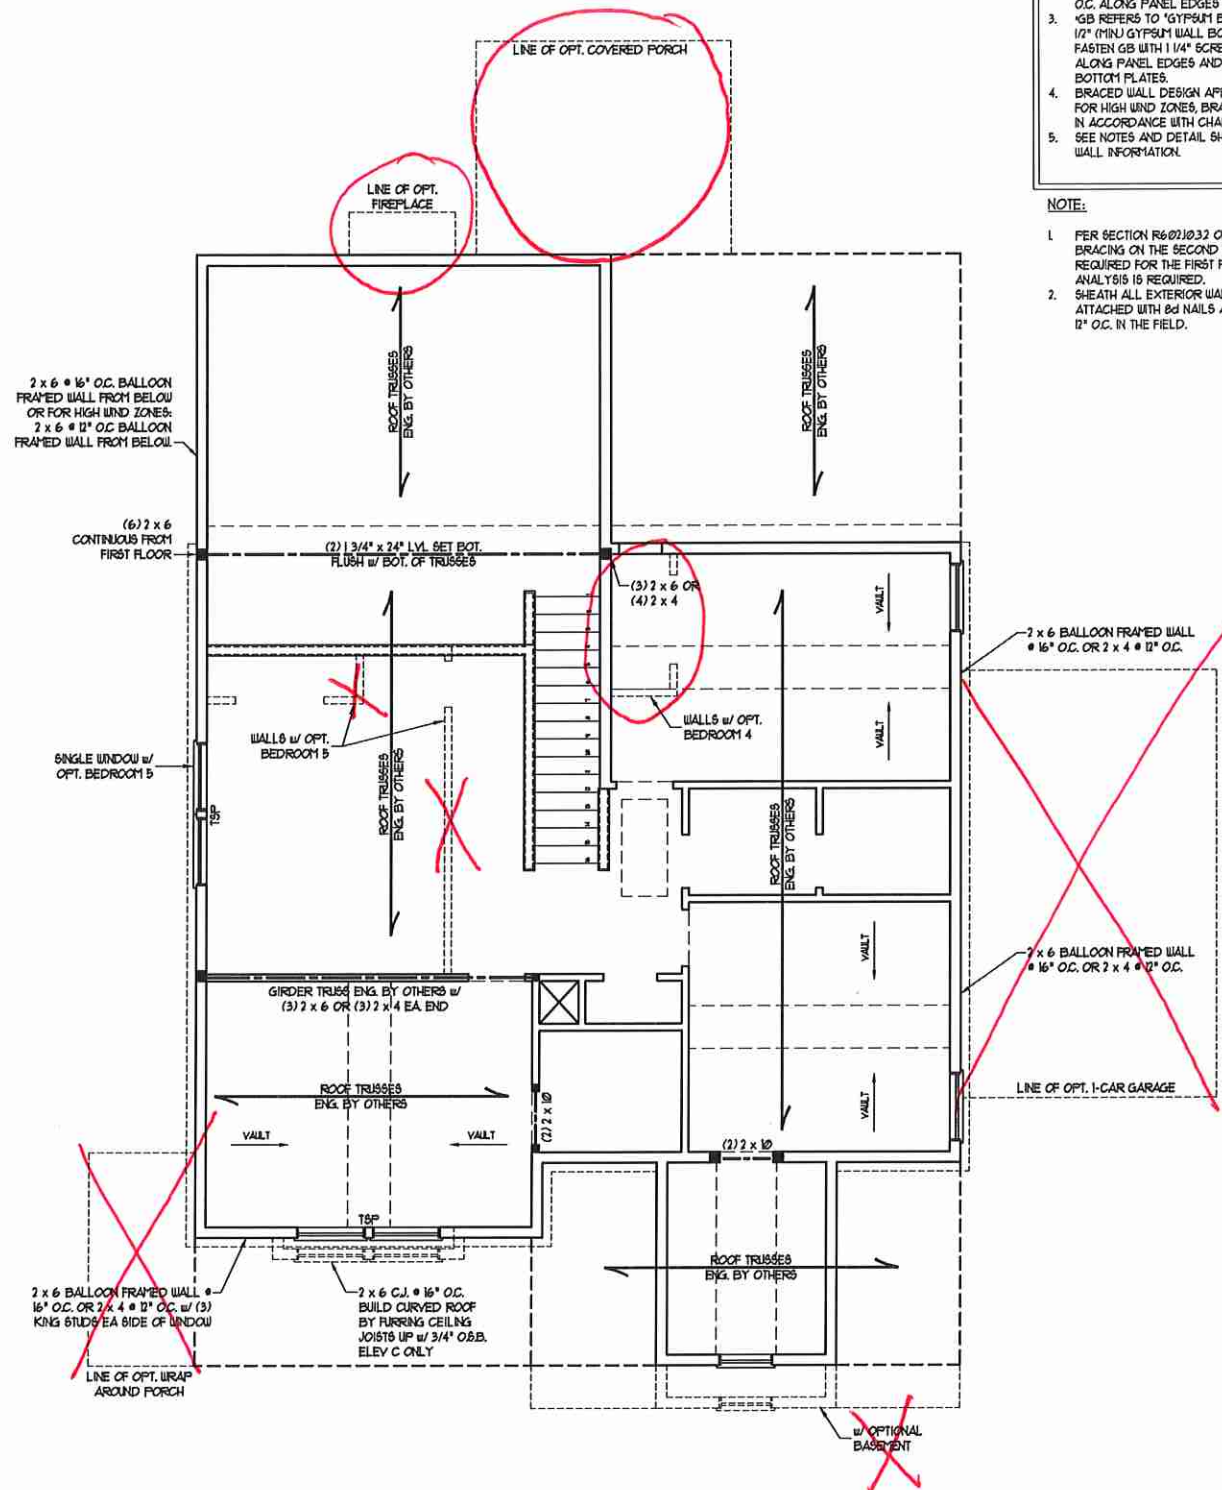 O.C. ALONG PANEL EDGES
3. "GB REFERS TO "GYPSUM B
1/2" (MIN.) GYPSUM WALL BO
FASTEN GB WITH 1 1/4" SCRE
ALONG PANEL EDGES AND
BOTTOM PLATES.
4. BRACED WALL DESIGN APP
FOR HIGH WIND ZONES, BRA
IN ACCORDANCE WITH CHA
5. SEE NOTES AND DETAIL SH
WALL INFORMATION.
NOTE:
1. PER SECTION R602.10.3.2 O
BRACING ON THE SECOND
REQUIRED FOR THE FIRST F
ANALYSIS IS REQUIRED.
2. SHEATH ALL EXTERIOR WAL
ATTACHED WITH 8d NAILS A
12" O.C. IN THE FIELD.
LINE OF OPT. COVERED PORCH
LINE OF OPT.
FIREPLACE
ROOF TRUSSES
ENG. BY OTHERS
ROOF TRUSSES
ENG. BY OTHERS
2 x 6 @ 16" O.C. BALLOON
FRAMED WALL FROM BELOW
OR FOR HIGH WIND ZONES:
2 x 6 @ 12" O.C BALLOON
FRAMED WALL FROM BELOW.
(6) 2 x 6
CONTINUOUS FROM
FIRST FLOOR
(2) 1 3/4" x 24" LVL SET BOT.
FLUSH w/ BOT. OF TRUSSES
(3) 2 x 6 OR
(4) 2 x 4
VAULT
2 x 6 BALLOON FRAMED WALL
@ 16" O.C. OR 2 x 4 @ 12" O.C.
WALLS w/ OPT.
BEDROOM 4
VAULT
WALLS w/ OPT.
BEDROOM 5
SINGLE WINDOW w/
OPT. BEDROOM 5
TSP
ROOF TRUSSES
ENG. BY OTHERS
ROOF TRUSSES
ENG. BY OTHERS
VAULT
2 x 6 BALLOON FRAMED WALL
@ 16" O.C. OR 2 x 4 @ 12" O.C.
GIRDER TRUSS ENG. BY OTHERS w/
(3) 2 x 6 OR (3) 2 x 4 EA. END
ROOF TRUSSES
ENG. BY OTHERS
VAULT
VAULT
(2) 2 x 10
VAULT
LINE OF OPT. 1-CAR GARAGE
(2) 2 x 10
TSP
ROOF TRUSSES
ENG. BY OTHERS
2 x 6 BALLOON FRAMED WALL @
16" O.C. OR 2 x 4 @ 12" O.C. w/ (3)
KING STUDS EA SIDE OF WINDOW
2 x 6 C.J. @ 16" O.C.
BUILD CURVED ROOF
BY FURRING CEILING
JOISTS UP w/ 3/4" O.S.B.
ELEV C ONLY
LINE OF OPT. WRAP
AROUND PORCH
w/ OPTIONAL
BASEMENT